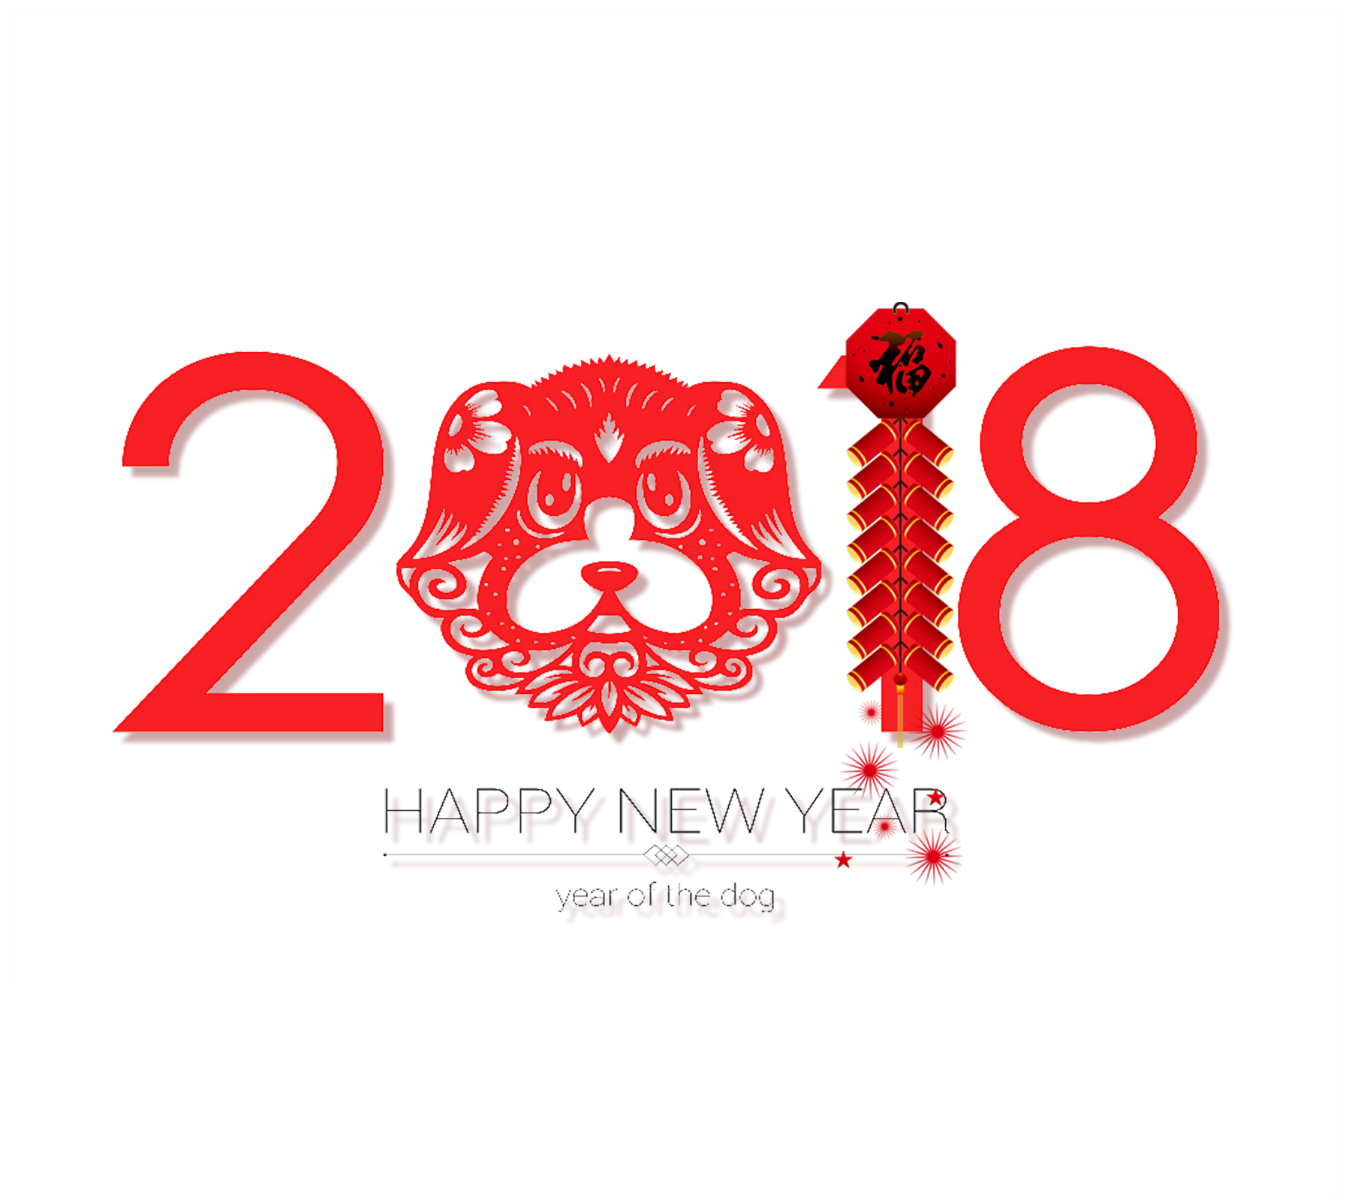 2018
福
HAPPY NEW YEAR
year of the dog